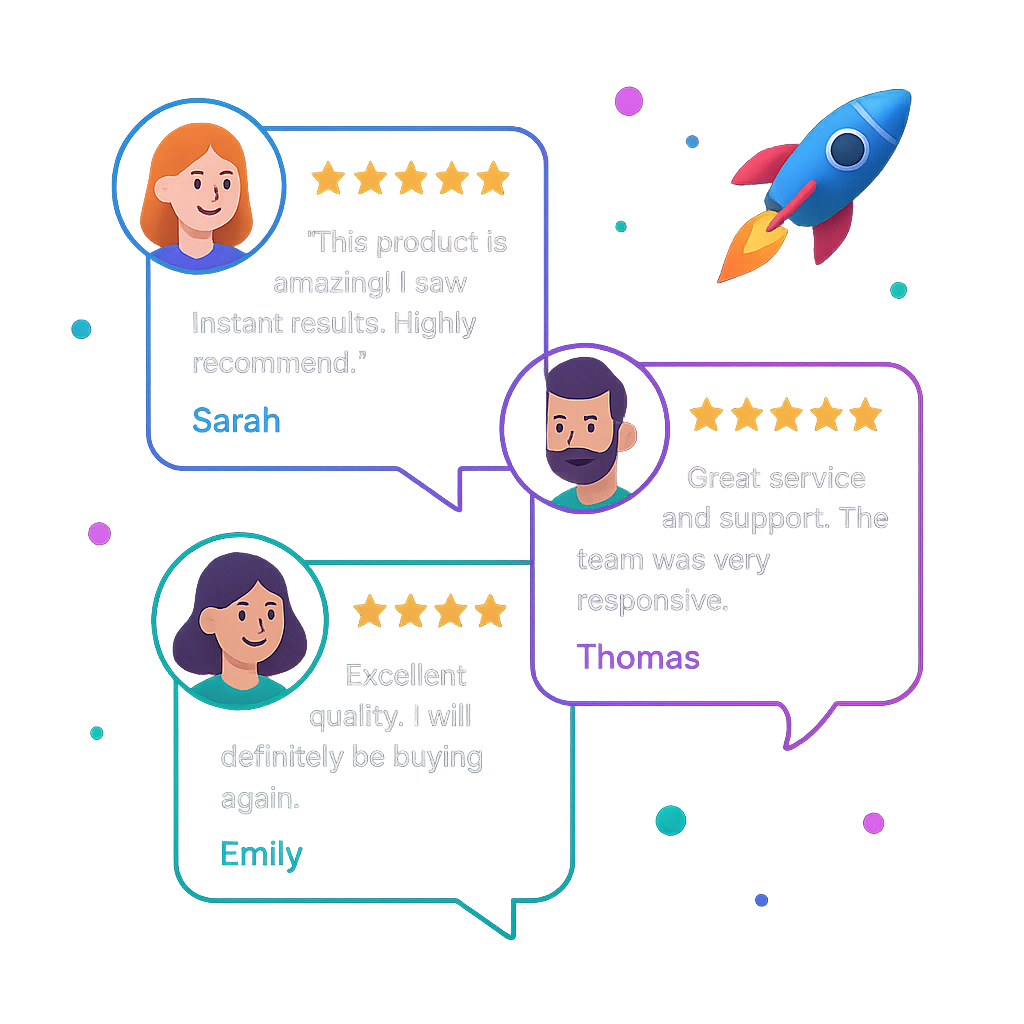 "This product is
amazing! I saw
Instant results. Highly
recommend."
Sarah
Great service
and support. The
team was very
responsive.
Thomas
Excellent
quality. I will
definitely be buying
again.
Emily